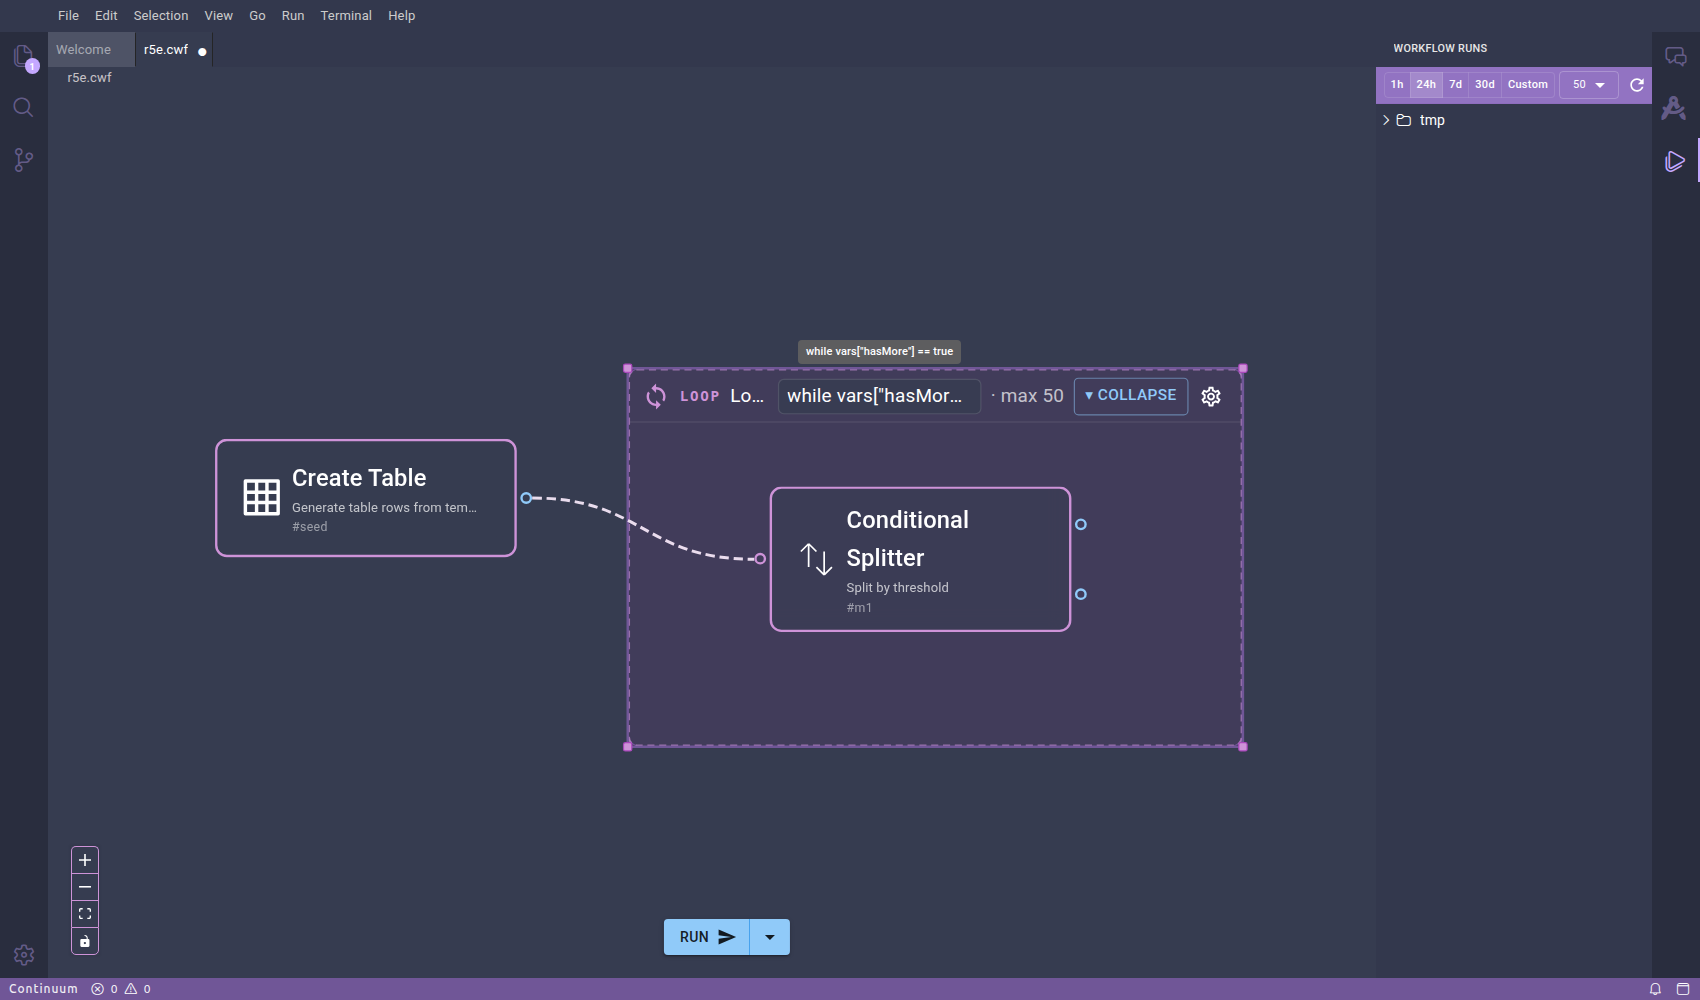 File Edit Selection View Go Run Terminal Help
Welcome r5e.cwf
r5e.cwf
WORKFLOW RUNS
1h 24h 7d 30d Custom 50
tmp
1
while vars["hasMore"] == true
LOOP Lo... while vars["hasMor... · max 50 ▾ COLLAPSE
Create Table
Generate table rows from tem...
#seed
Conditional
Splitter
Split by threshold
#m1
RUN
Continuum 0 0